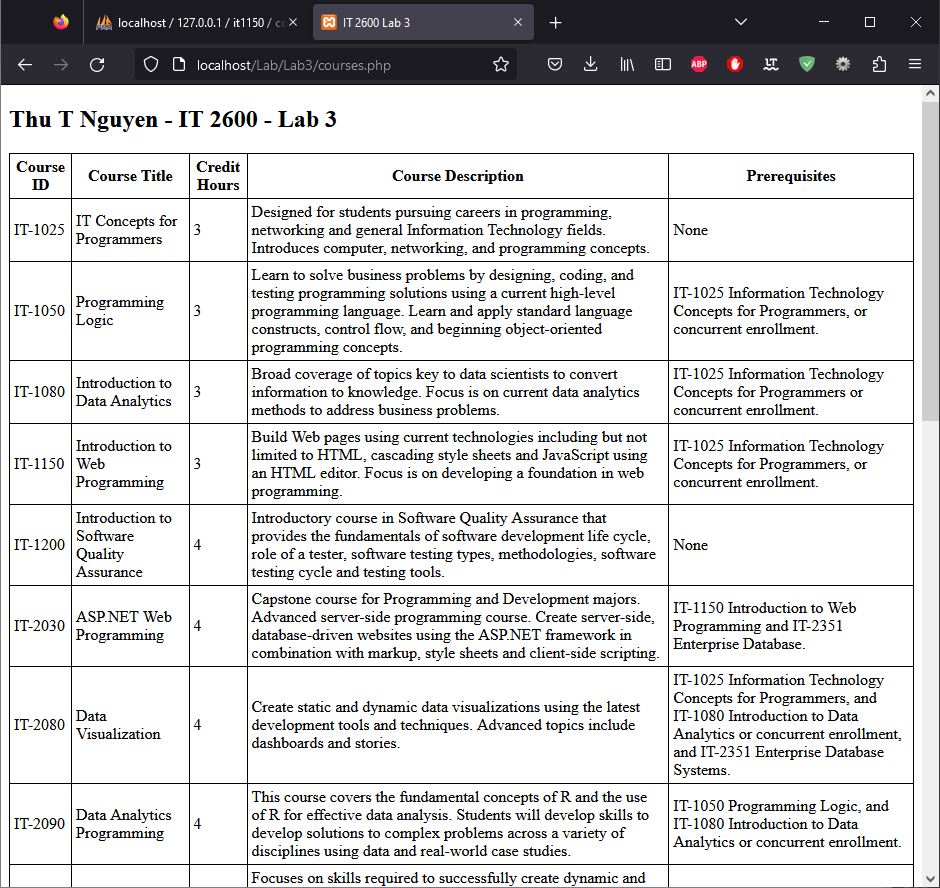 localhost / 127.0.0.1 / it1150 / co
IT 2600 Lab 3
localhost/Lab/Lab3/courses.php
ABP
Thu T Nguyen - IT 2600 - Lab 3
Course
ID
Course Title
Credit
Hours
Course Description
Prerequisites
IT-1025
IT Concepts for
Programmers
3
Designed for students pursuing careers in programming,
networking and general Information Technology fields.
Introduces computer, networking, and programming concepts.
None
IT-1050
Programming
Logic
3
Learn to solve business problems by designing, coding, and
testing programming solutions using a current high-level
programming language. Learn and apply standard language
constructs, control flow, and beginning object-oriented
programming concepts.
IT-1025 Information Technology
Concepts for Programmers, or
concurrent enrollment.
IT-1080
Introduction to
Data Analytics
3
Broad coverage of topics key to data scientists to convert
information to knowledge. Focus is on current data analytics
methods to address business problems.
IT-1025 Information Technology
Concepts for Programmers or
concurrent enrollment.
IT-1150
Introduction to
Web
Programming
3
Build Web pages using current technologies including but not
limited to HTML, cascading style sheets and JavaScript using
an HTML editor. Focus is on developing a foundation in web
programming.
IT-1025 Information Technology
Concepts for Programmers, or
concurrent enrollment.
IT-1200
Introduction to
Software
Quality
Assurance
4
Introductory course in Software Quality Assurance that
provides the fundamentals of software development life cycle,
role of a tester, software testing types, methodologies, software
testing cycle and testing tools.
None
IT-2030
ASP.NET Web
Programming
4
Capstone course for Programming and Development majors.
Advanced server-side programming course. Create server-side,
database-driven websites using the ASP.NET framework in
combination with markup, style sheets and client-side scripting.
IT-1150 Introduction to Web
Programming and IT-2351
Enterprise Database.
IT-2080
Data
Visualization
4
Create static and dynamic data visualizations using the latest
development tools and techniques. Advanced topics include
dashboards and stories.
IT-1025 Information Technology
Concepts for Programmers, and
IT-1080 Introduction to Data
Analytics or concurrent enrollment,
and IT-2351 Enterprise Database
Systems.
IT-2090
Data Analytics
Programming
4
This course covers the fundamental concepts of R and the use
of R for effective data analysis. Students will develop skills to
develop solutions to complex problems across a variety of
disciplines using data and real-world case studies.
IT-1050 Programming Logic, and
IT-1080 Introduction to Data
Analytics or concurrent enrollment.
Focuses on skills required to successfully create dynamic and